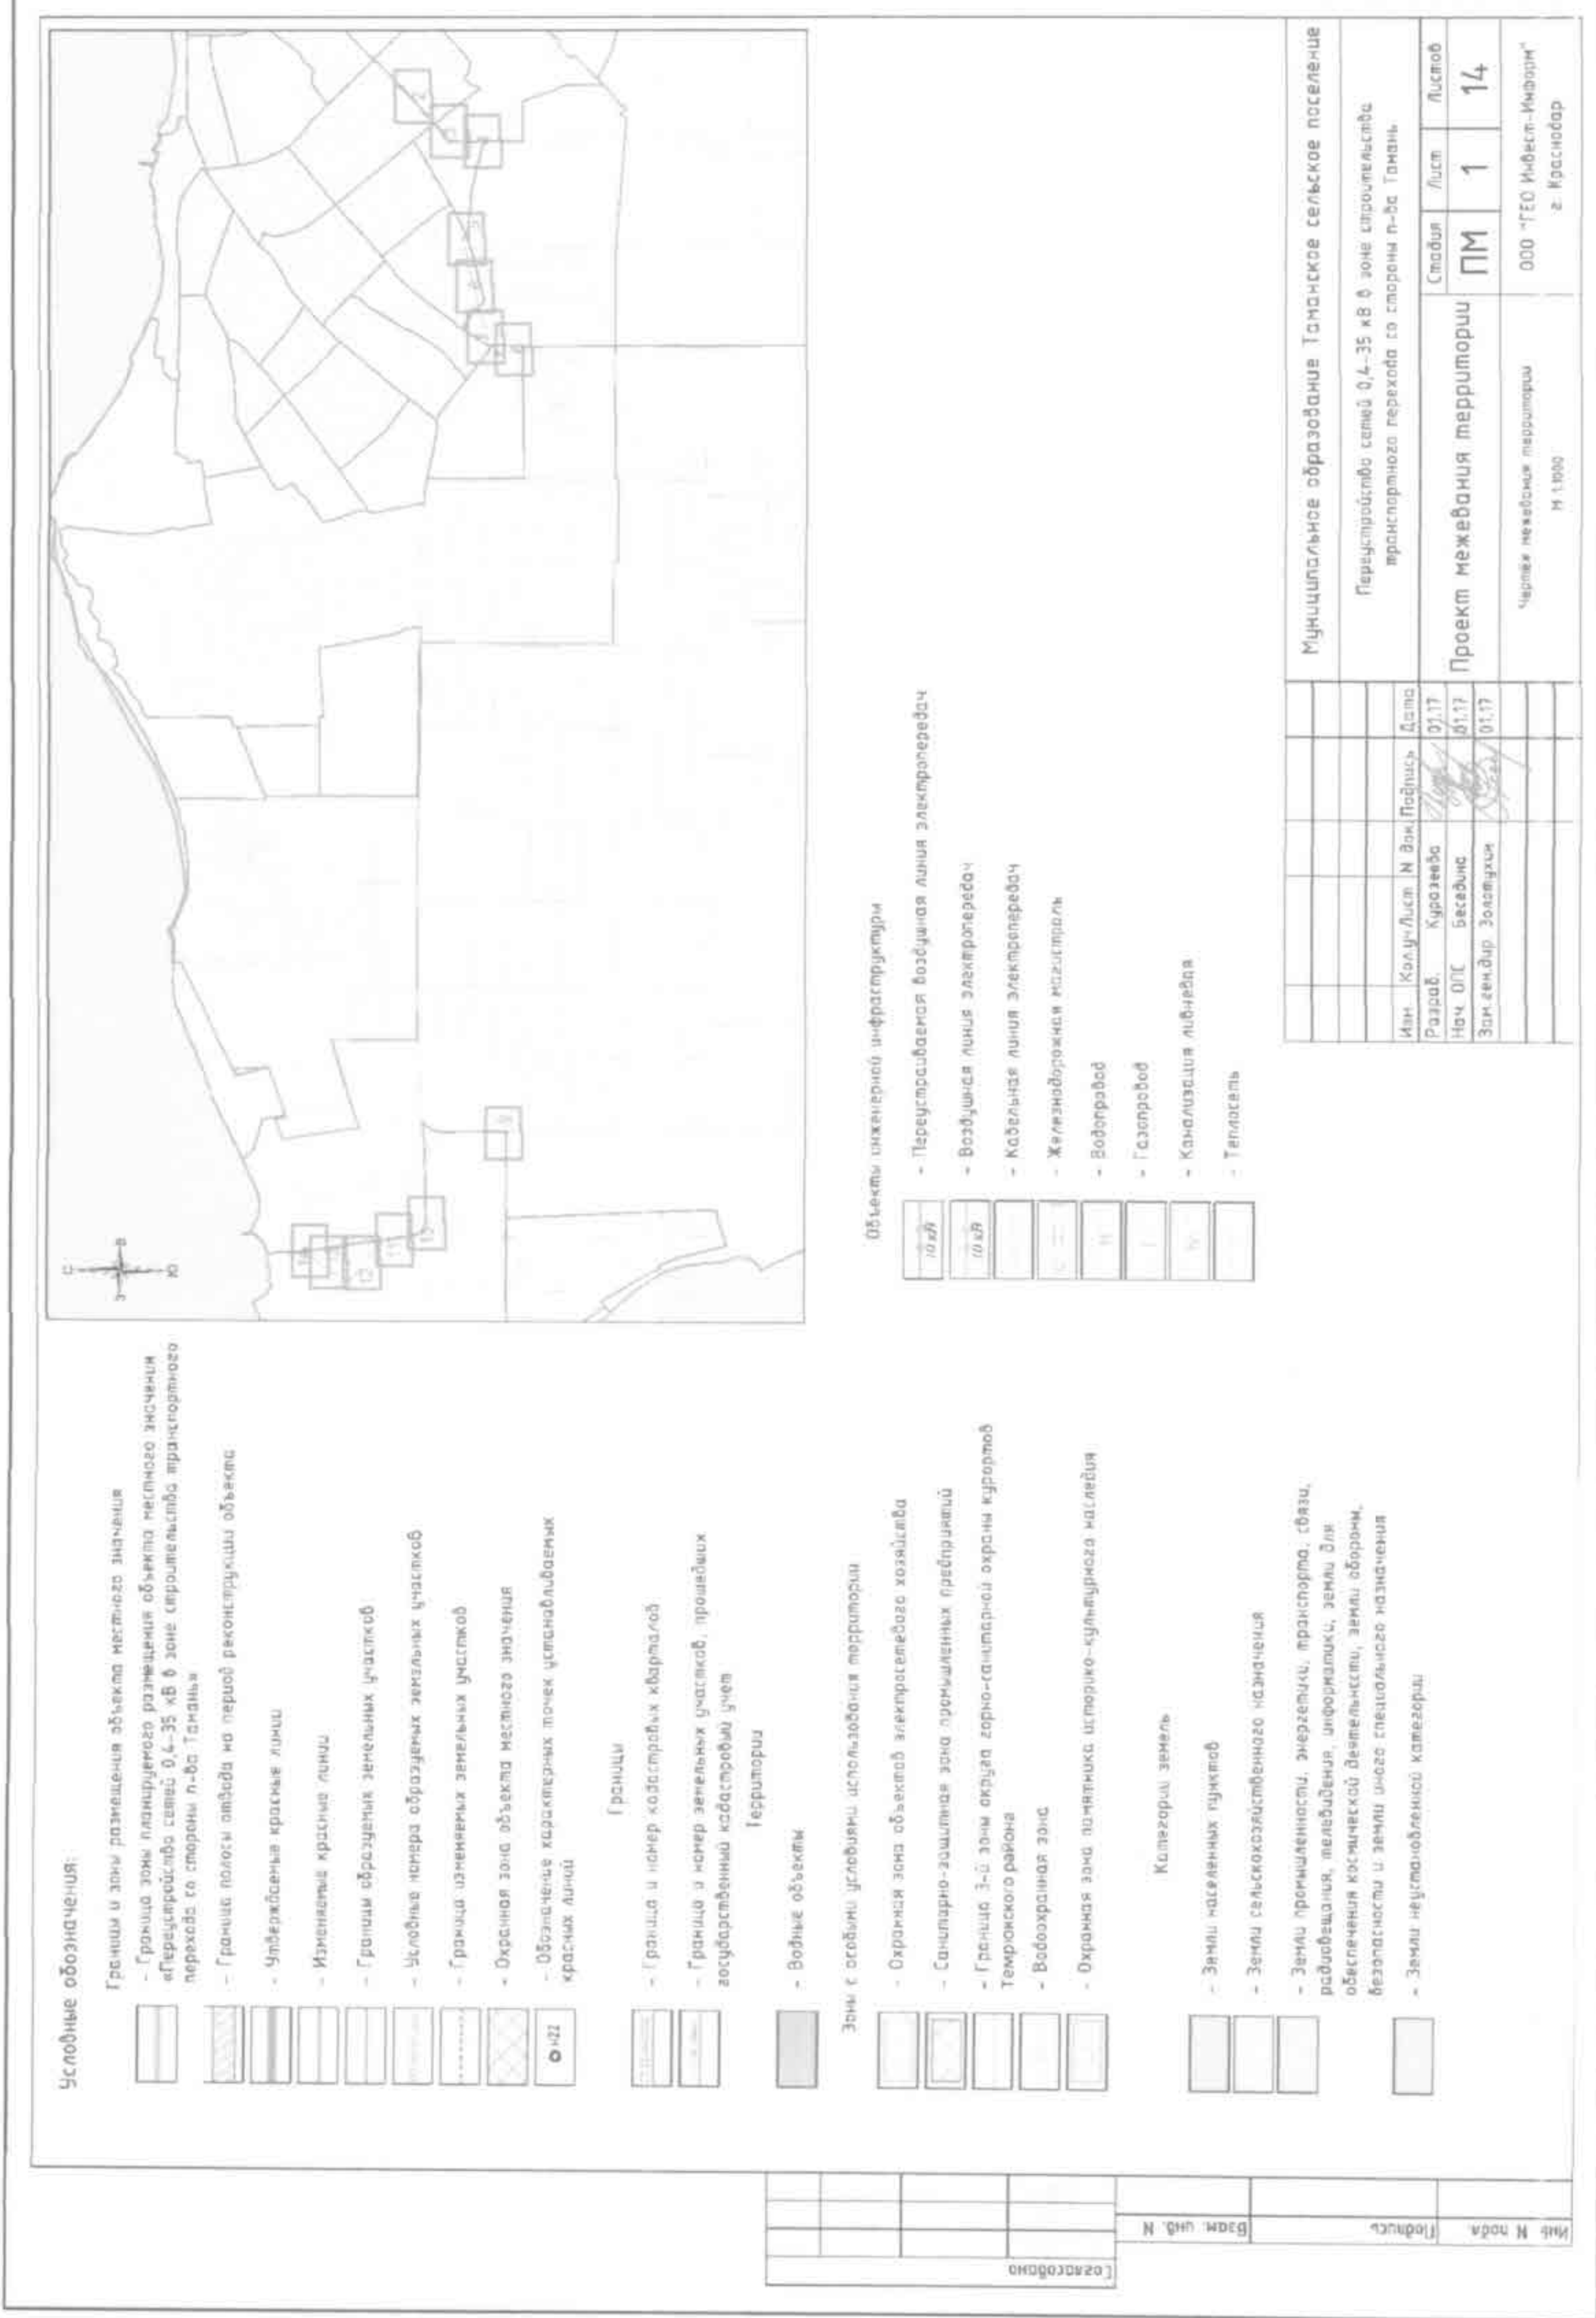 Условные обозначения:
Границы и зоны размещения объекта местного значения
- Граница зоны планируемого размещения объекта местного значения
«Переустройство сетей 0,4-35 кВ в зоне строительства транспортного
перехода со стороны п-ва Тамань»
- Граница полосы отвода на период реконструкции объекта
- Утверждаемые красные линии
- Изменяемые красные линии
- Границы образуемых земельных участков
- Условные номера образуемых земельных участков
- Граница изменяемых земельных участков
- Охранная зона объекта местного значения
н22
- Обозначение характерных точек устанавливаемых
красных линий
Границы
- Граница и номер кадастровых кварталов
- Граница и номер земельных участков, прошедших
государственный кадастровый учет
Территории
- Водные объекты
Зоны с особыми условиями использования территории
- Охранная зона объектов электросетевого хозяйства
- Санитарно-защитная зона промышленных предприятий
- Граница 3-й зоны округа горно-санитарной охраны курортов
Темрюкского района
- Водоохранная зона
- Охранная зона памятника историко-культурного наследия
Категории земель
- Земли населенных пунктов
- Земли сельскохозяйственного назначения
- Земли промышленности, энергетики, транспорта, связи,
радиовещания, телевидения, информатики, земли для
обеспечения космической деятельности, земли обороны,
безопасности и земли иного специального назначения
- Земли неустановленной категории
С
З В
Ю
2
9
11
12
13
Объекты инженерной инфраструктуры
10 кВ
- Переустраиваемая воздушная линия электропередач
10 кВ
- Воздушная линия электропередач
- Кабельная линия электропередач
- Железнодорожная магистраль
- Водопровод
- Газопровод
- Канализация ливневая
- Теплосеть
Муниципальное образование Таманское сельское поселение
Переустройство сетей 0,4-35 кВ в зоне строительства
транспортного перехода со стороны п-ва Тамань
Изм. Кол.уч Лист N док. Подпись Дата
Разраб. Куразеева 01.17
Нач. ОПС Беседина 01.17
Зам.ген.дир. Золотухин 01.17
Проект межевания территории
Стадия Лист Листов
ПМ 1 14
Чертёж межевания территории
М 1:1000
ООО "ГЕО Инвест-Информ"
г. Краснодар
Согласовано
Взам. инв. N
Подпись
Инв. N подл.